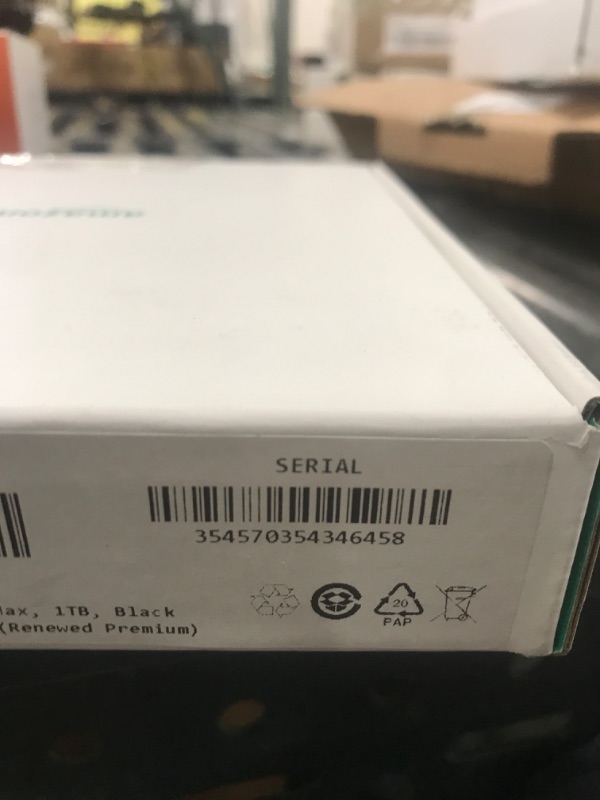 SERIAL
354570354346458
ax, 1TB, Black
(Renewed Premium)
20
PAP